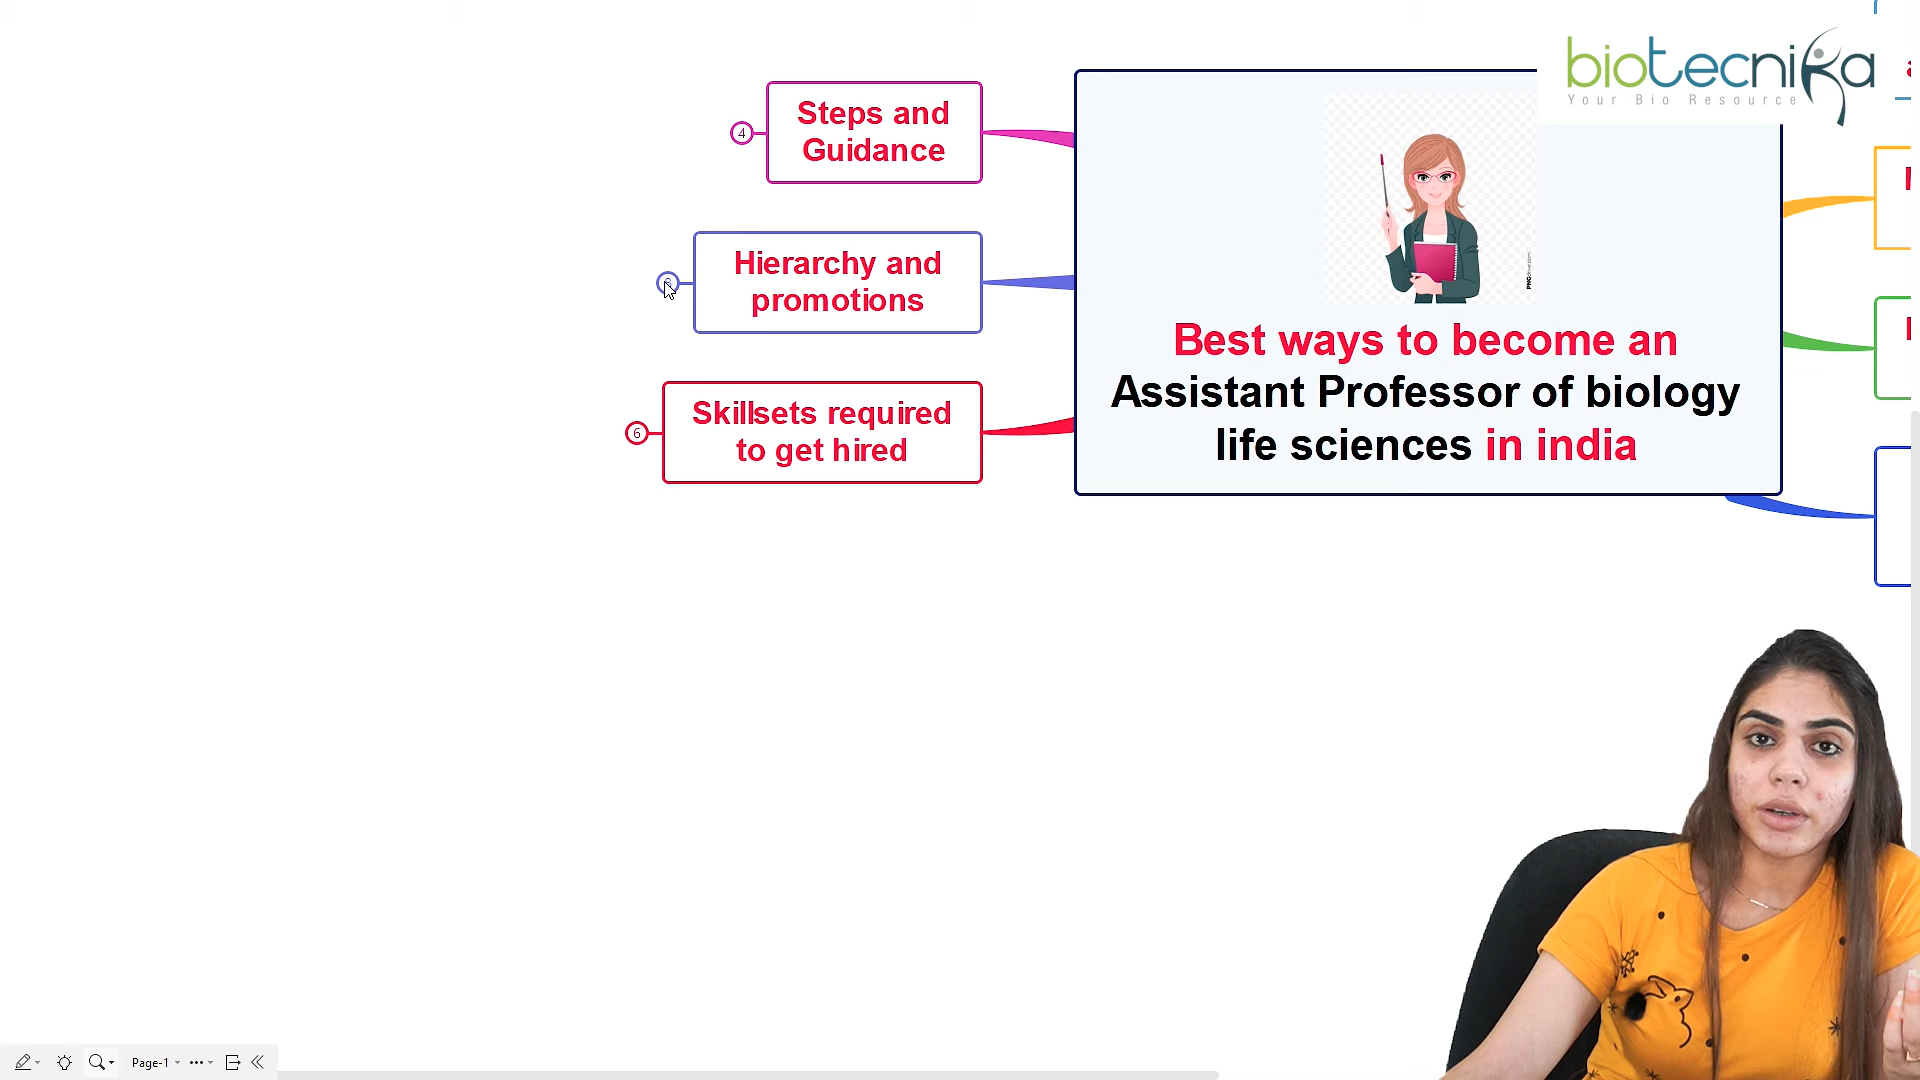 biotecnika
Your Bio Resource
4
Steps and
Guidance
Hierarchy and
promotions
6
Skillsets required
to get hired
Best ways to become an
Assistant Professor of biology
life sciences in india
Page-1